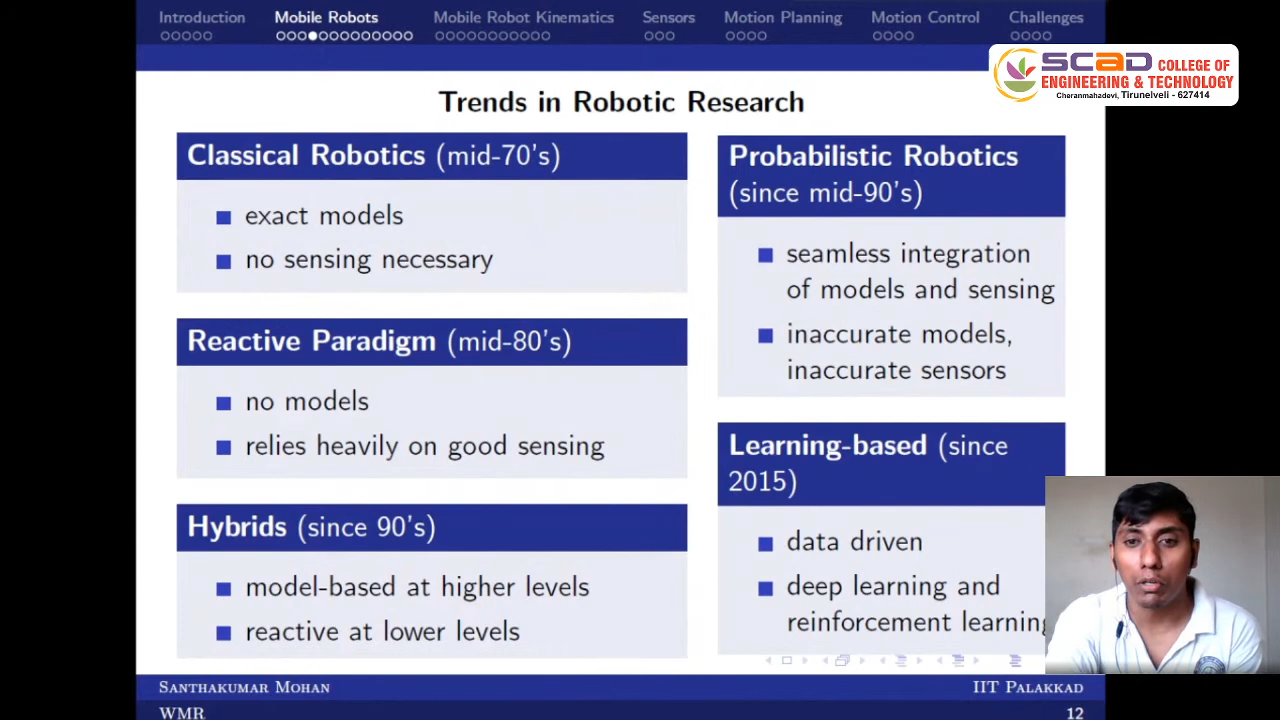 Introduction
Mobile Robots
Mobile Robot Kinematics
Sensors
Motion Planning
Motion Control
Challenges
SCAD COLLEGE OF
ENGINEERING & TECHNOLOGY
Cheranmahadevi, Tirunelveli - 627414
Trends in Robotic Research
Classical Robotics (mid-70's)
exact models
no sensing necessary
Reactive Paradigm (mid-80's)
no models
relies heavily on good sensing
Hybrids (since 90's)
model-based at higher levels
reactive at lower levels
Probabilistic Robotics
(since mid-90's)
seamless integration
of models and sensing
inaccurate models,
inaccurate sensors
Learning-based (since
2015)
data driven
deep learning and
reinforcement learning
Santhakumar Mohan
IIT Palakkad
WMR
12